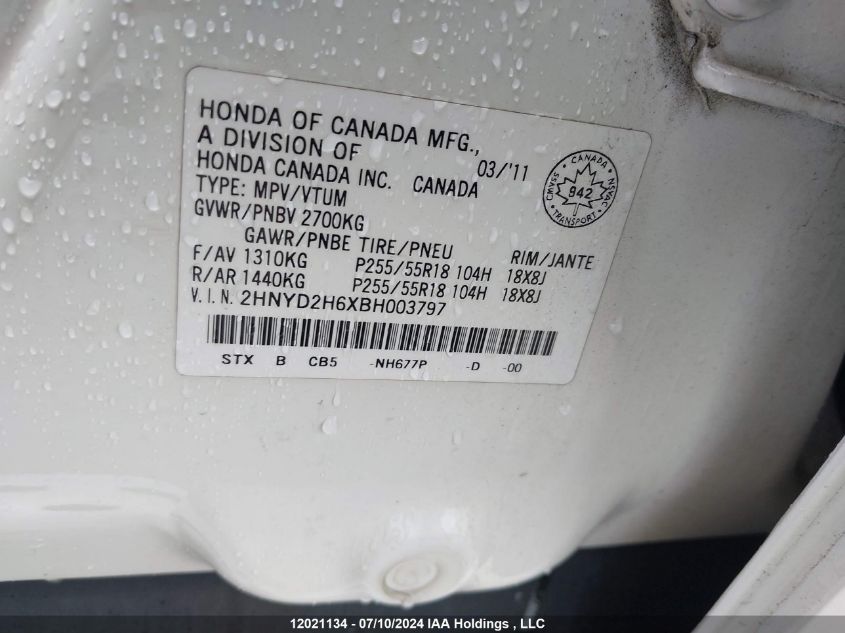 HONDA OF CANADA MFG.,
A DIVISION OF
HONDA CANADA INC. CANADA 03/'11
TYPE: MPV/VTUM
GVWR/PNBV 2700KG
GAWR/PNBE TIRE/PNEU RIM/JANTE
F/AV 1310KG P255/55R18 104H 18X8J
R/AR 1440KG P255/55R18 104H 18X8J
V.I.N. 2HNYD2H6XBH003797
STX B CB5 -NH677P -D -00
CANADA
NSVAC
942
CMVSS
TRANSPORT
12021134 - 07/10/2024 IAA Holdings , LLC